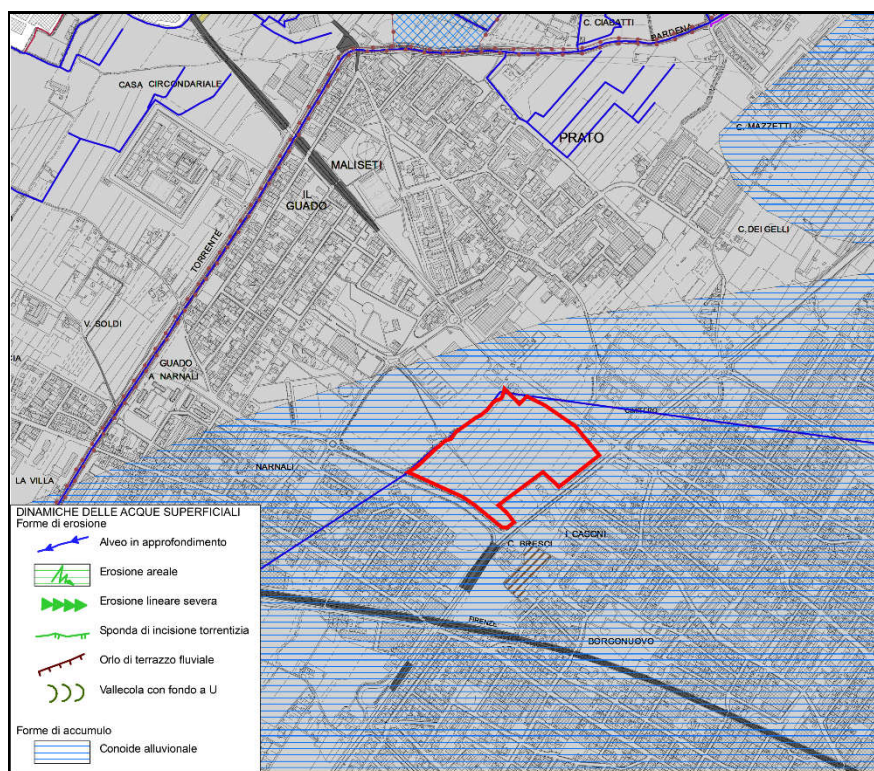 C. CIABATTI
BARDENA
CASA CIRCONDARIALE
PRATO
C. MAZZETTI
MALISETI
IL
GUADO
C. DEI GELLI
TORRENTE
V. SOLDI
GUADO
A NARNALI
CIMITERO
NARNALI
LA VILLA
I CAGONI
C. BRESCI
FIRENZE
BORGONUOVO
DINAMICHE DELLE ACQUE SUPERFICIALI
Forme di erosione
Alveo in approfondimento
Erosione areale
Erosione lineare severa
Sponda di incisione torrentizia
Orlo di terrazzo fluviale
Vallecola con fondo a U
Forme di accumulo
Conoide alluvionale